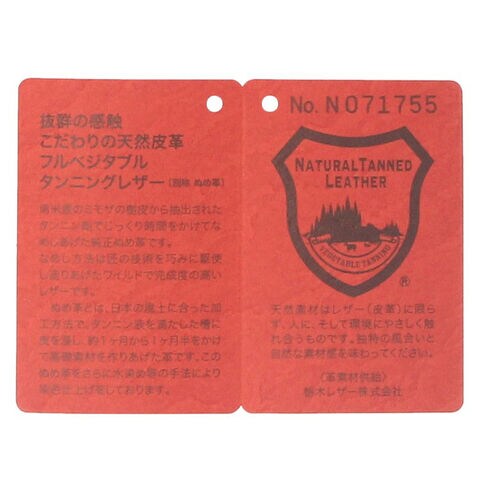 抜群の感触
こだわりの天然皮革
フルベジタブル
タンニングレザー（別称 ぬめ革）
南米産のミモザの樹皮から抽出された
タンニン剤でじっくり時間をかけてな
めしあげた純正ぬめ革です。
なめし方法は匠の技術を巧みに駆使
し造りあげたワイルドで完成度の高い
レザーです。
ぬめ革とは、日本の風土に合った加
工方法で、タンニン液を満たした槽に
皮を浸し、約1ヶ月から1ヶ月半をかけ
て高級素材を作りあげた革です。この
ぬめ革をさらに水染め等の手法により
染色仕上げをしております。
No. N071755
NATURAL TANNED
LEATHER
VEGETABLE TANNING
®
天然素材はレザー（皮革）に限ら
ず、人に、そして環境にやさしく触
れ合うものです。独特の風合いと
自然な素材感を味わってください。
〈革素材供給〉
栃木レザー株式会社